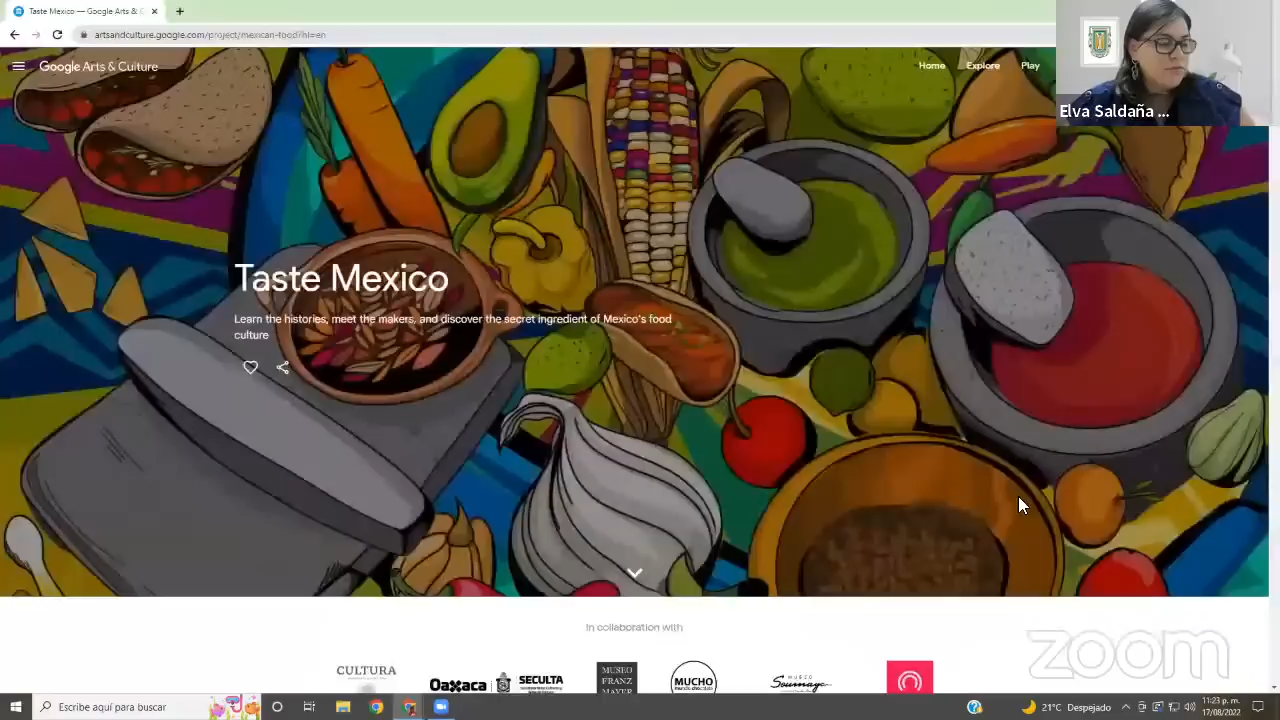 Taste Mexico — Google Arts & C
artsandculture.google.com/project/mexican-food?hl=en
Google Arts & Culture
Home
Explore
Play
Elva Saldaña ...
Taste Mexico
Learn the histories, meet the makers, and discover the secret ingredient of Mexico's food
culture
In collaboration with
CULTURA
Oaxaca
SECULTA
MUSEO
FRANZ
MAYER
MUCHO
mundo chocolate
MUSEO
Soumaya
zoom
Escribe aquí para buscar
21°C Despejado
11:23 p. m.
17/08/2022